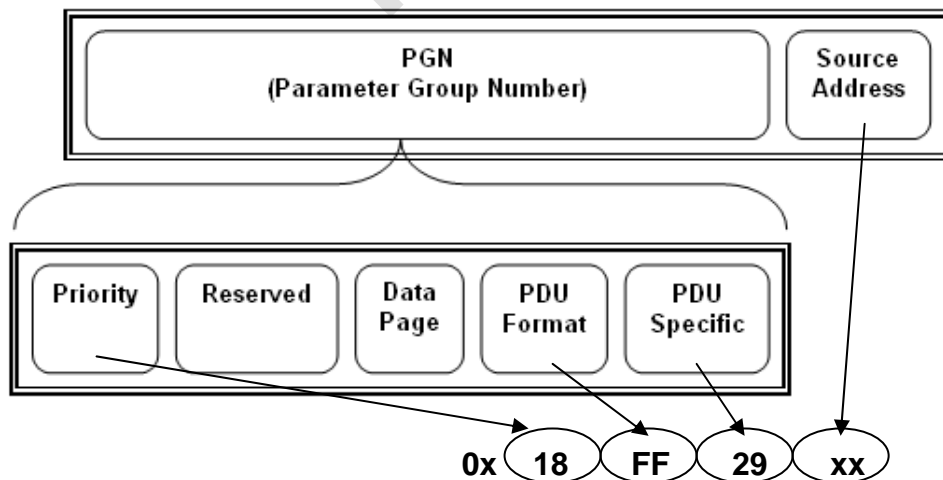 PGN
(Parameter Group Number)
Source
Address
Priority
Reserved
Data
Page
PDU
Format
PDU
Specific
0x 18 FF 29 xx